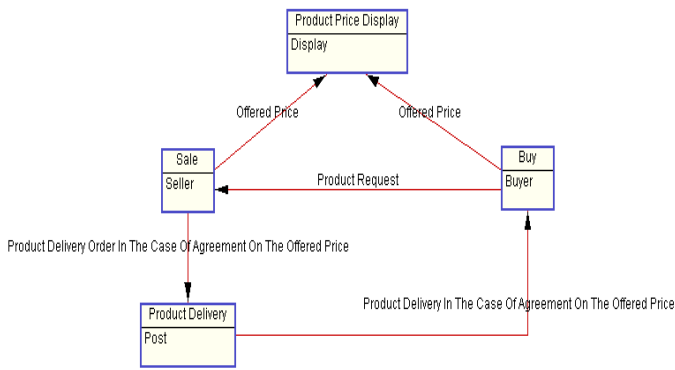 Product Price Display
Display
Offered Price
Offered Price
Sale
Seller
Product Request
Buy
Buyer
Product Delivery Order In The Case Of Agreement On The Offered Price
Product Delivery In The Case Of Agreement On The Offered Price
Product Delivery
Post